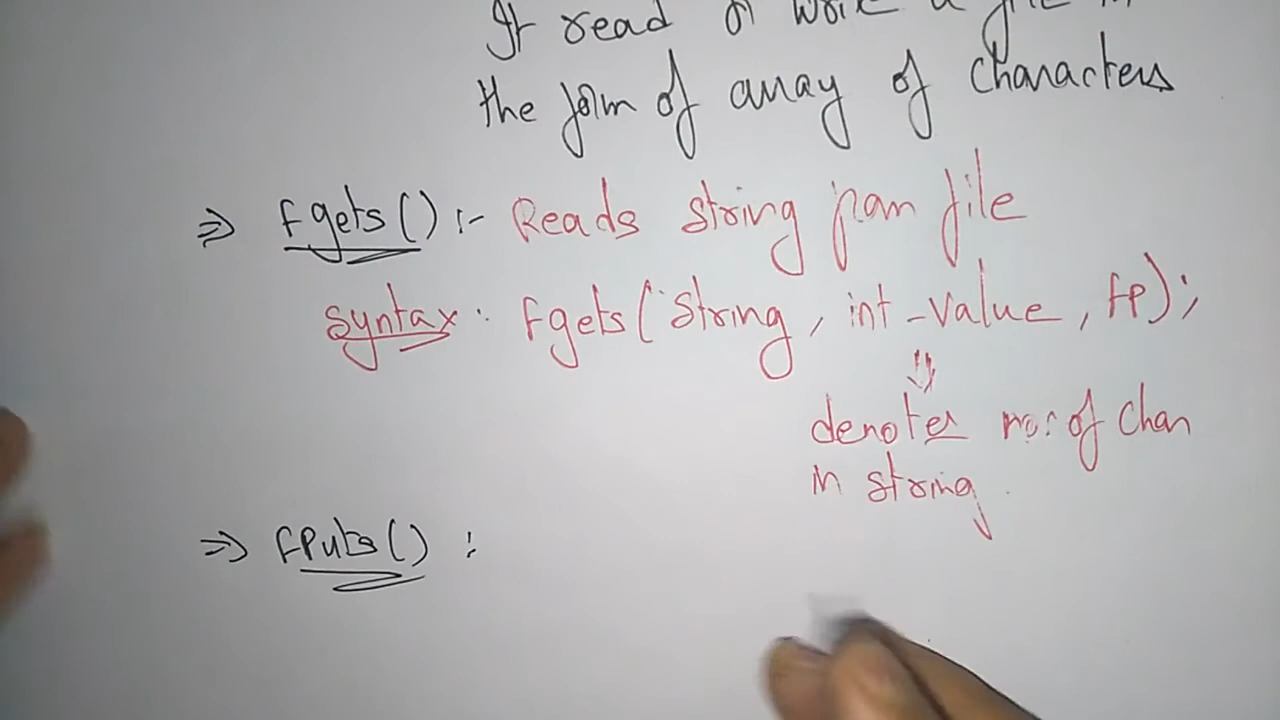 It read or write a file in
the form of array of characters
⇒ Fgets() :- Reads string from file
syntax : Fgets(string, int-value, fp);
⇓
denotes no: of char
in string
⇒ fputs() :